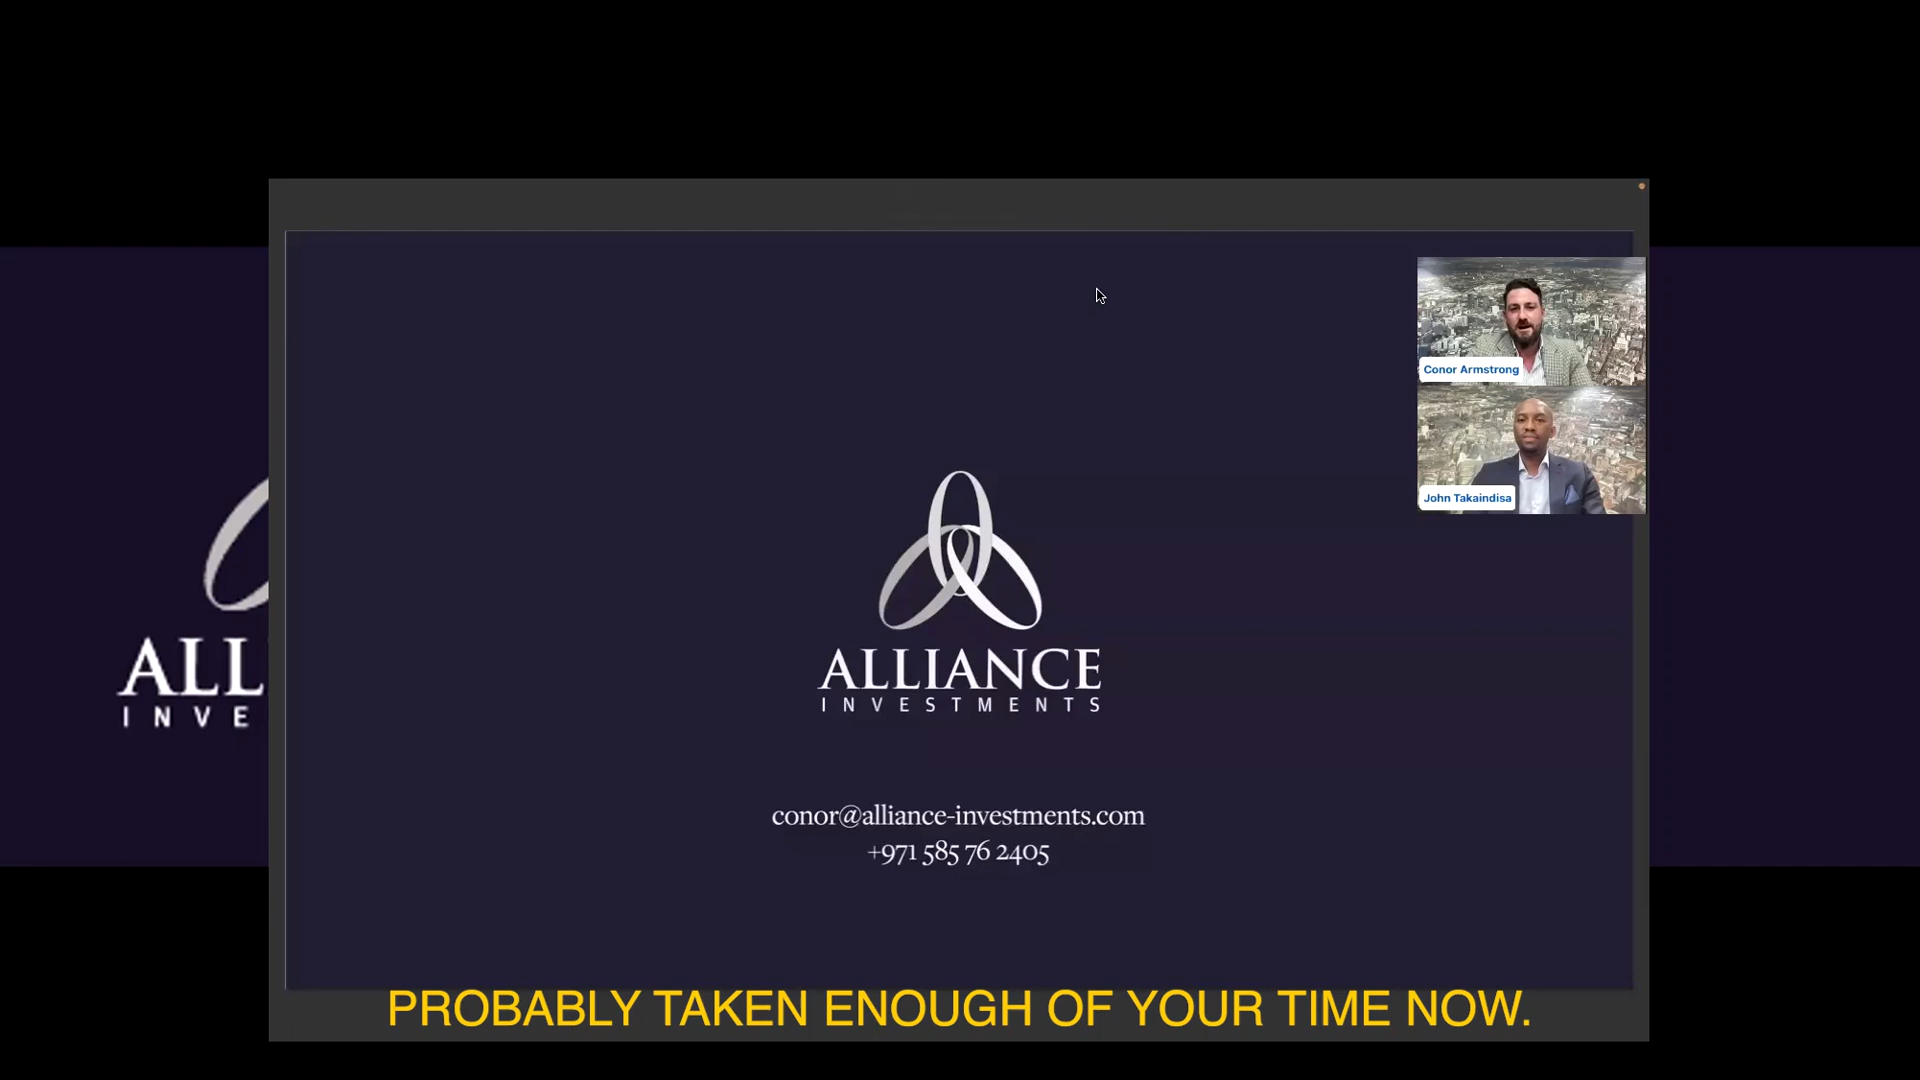 Conor Armstrong
John Takaindisa
ALL
INVE
ALLIANCE
INVESTMENTS
conor@alliance-investments.com
+971 585 76 2405
PROBABLY TAKEN ENOUGH OF YOUR TIME NOW.